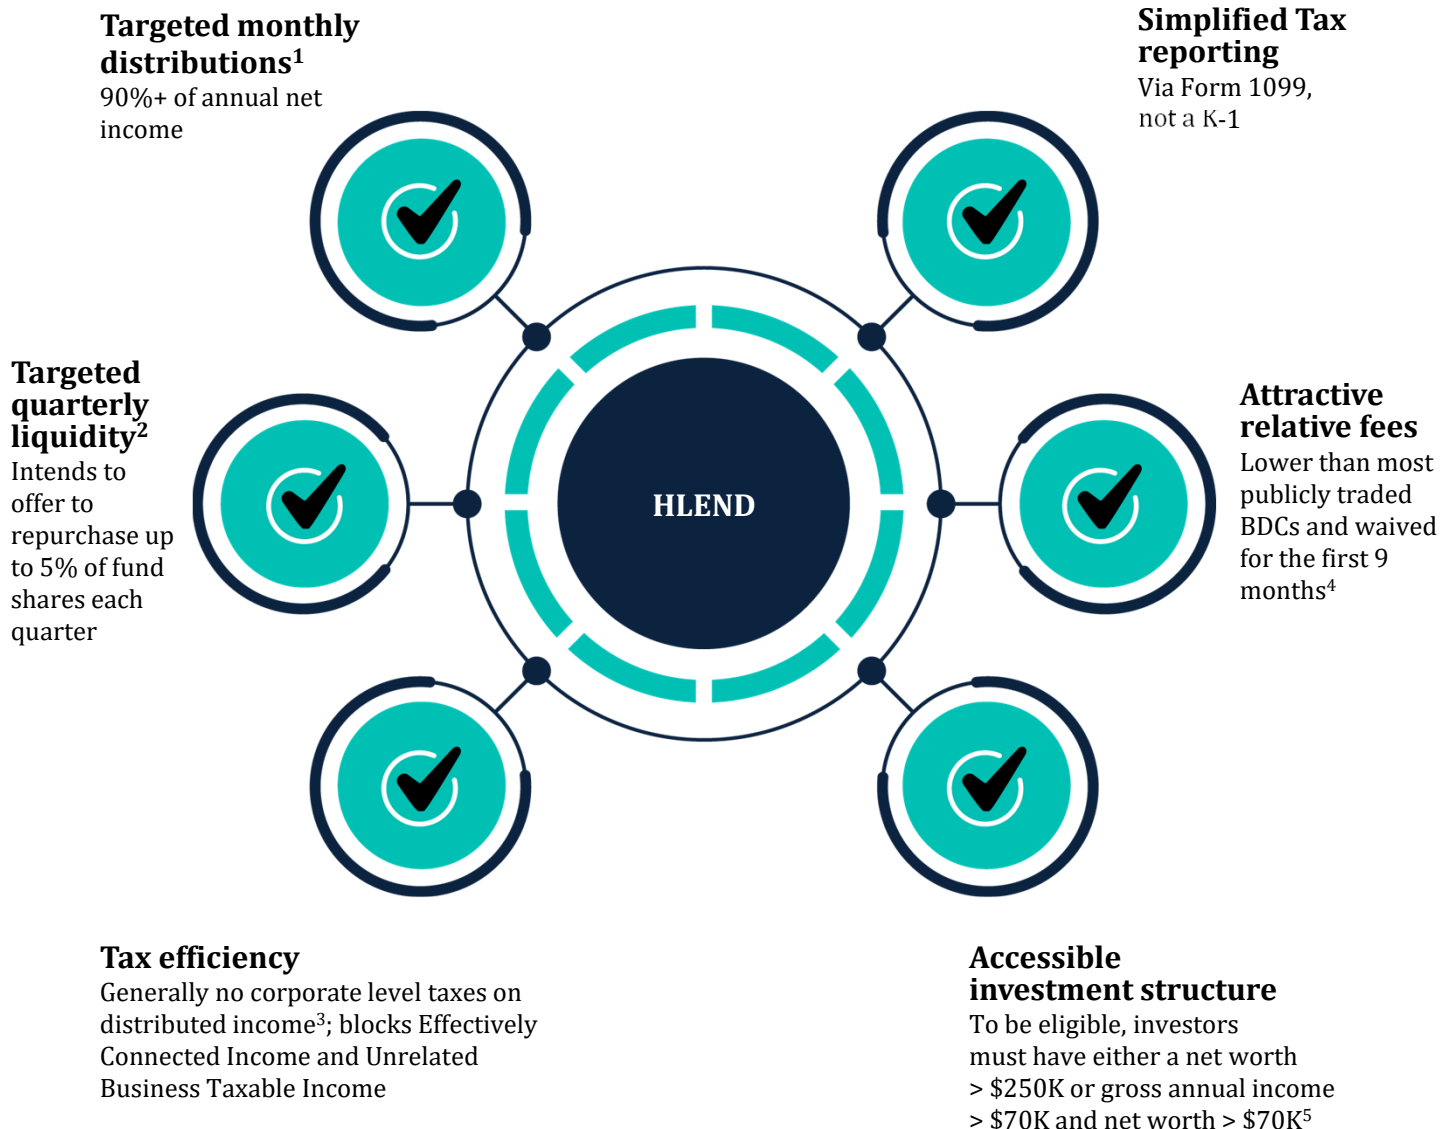 Targeted monthly
distributions¹
90%+ of annual net
income
Simplified Tax
reporting
Via Form 1099,
not a K-1
Targeted
quarterly
liquidity²
Intends to
offer to
repurchase up
to 5% of fund
shares each
quarter
HLEND
Attractive
relative fees
Lower than most
publicly traded
BDCs and waived
for the first 9
months⁴
Tax efficiency
Generally no corporate level taxes on
distributed income³; blocks Effectively
Connected Income and Unrelated
Business Taxable Income
Accessible
investment structure
To be eligible, investors
must have either a net worth
> $250K or gross annual income
> $70K and net worth > $70K⁵